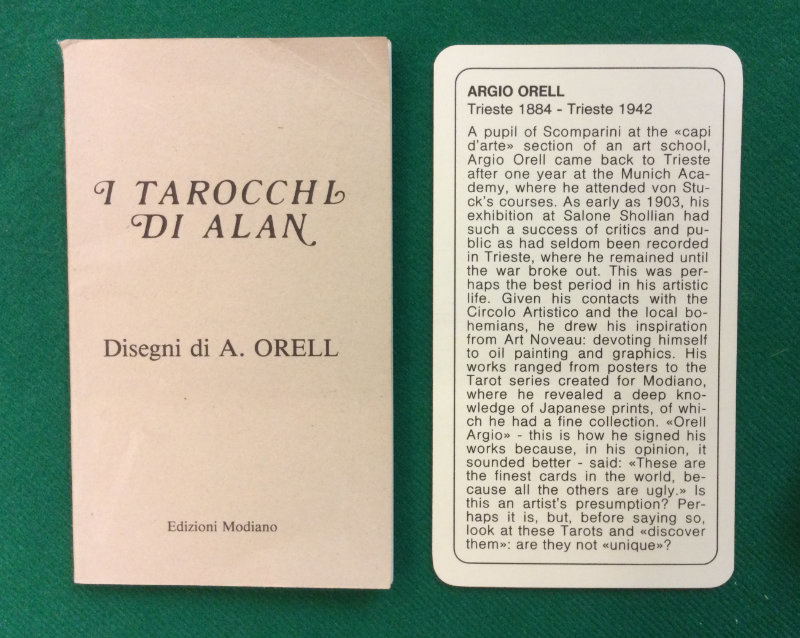 I TAROCCHI
DI ALAN
Disegni di A. ORELL
Edizioni Modiano
ARGIO ORELL
Trieste 1884 - Trieste 1942
A pupil of Scomparini at the «capi
d'arte» section of an art school,
Argio Orell came back to Trieste
after one year at the Munich Aca-
demy, where he attended von Stu-
ck's courses. As early as 1903, his
exhibition at Salone Shollian had
such a success of critics and pu-
blic as had seldom been recorded
in Trieste, where he remained until
the war broke out. This was per-
haps the best period in his artistic
life. Given his contacts with the
Circolo Artistico and the local bo-
hemians, he drew his inspiration
from Art Noveau: devoting himself
to oil painting and graphics. His
works ranged from posters to the
Tarot series created for Modiano,
where he revealed a deep kno-
wledge of Japanese prints, of whi-
ch he had a fine collection. «Orell
Argio» - this is how he signed his
works because, in his opinion, it
sounded better - said: «These are
the finest cards in the world, be-
cause all the others are ugly.» Is
this an artist's presumption? Per-
haps it is, but, before saying so,
look at these Tarots and «discover
them»: are they not «unique»?